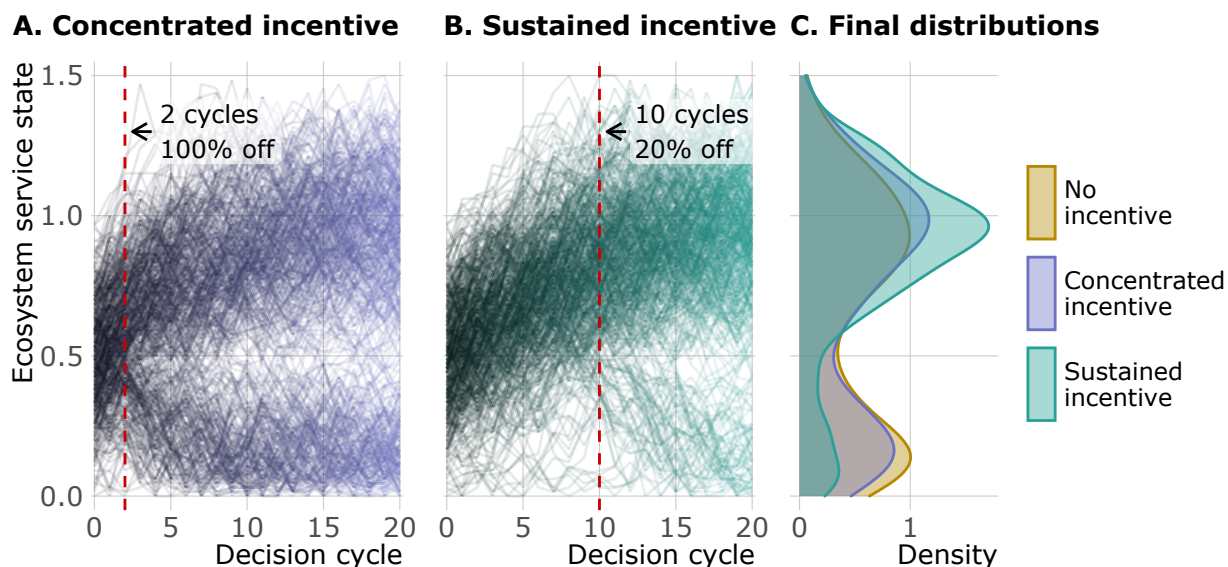 A. Concentrated incentive
B. Sustained incentive
C. Final distributions
Ecosystem service state
1.5
1.0
0.5
0.0
2 cycles
100% off
0 5 10 15 20
Decision cycle
10 cycles
20% off
0 5 10 15 20
Decision cycle
0 1
Density
No
incentive
Concentrated
incentive
Sustained
incentive